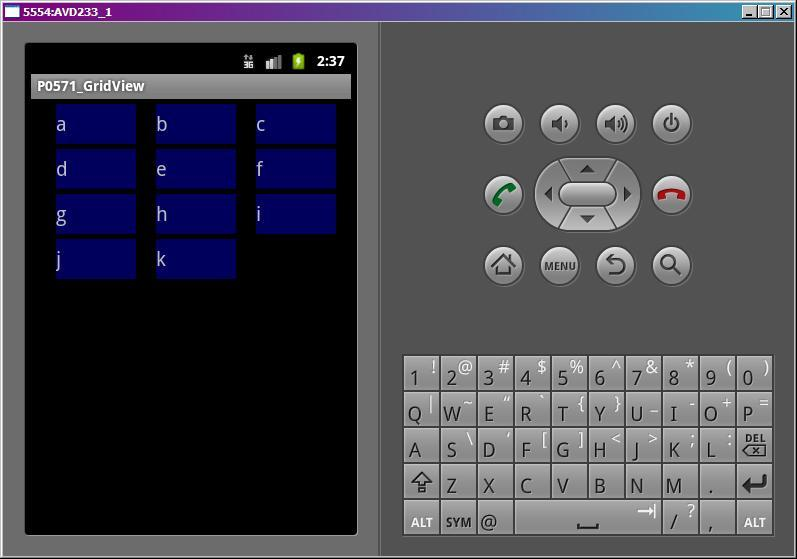 5554:AVD233_1
3G 2:37
P0571_GridView
a b c
d e f
g h i
j k
MENU
1 ! 2 @ 3 # 4 $ 5 % 6 ^ 7 & 8 * 9 ( 0 )
Q | W ~ E “ R ` T { Y } U _ I - O + P =
A S \ D ‘ F [ G ] H < J > K ; L : DEL
Z X C V B N M .
ALT SYM @ / ? , ALT